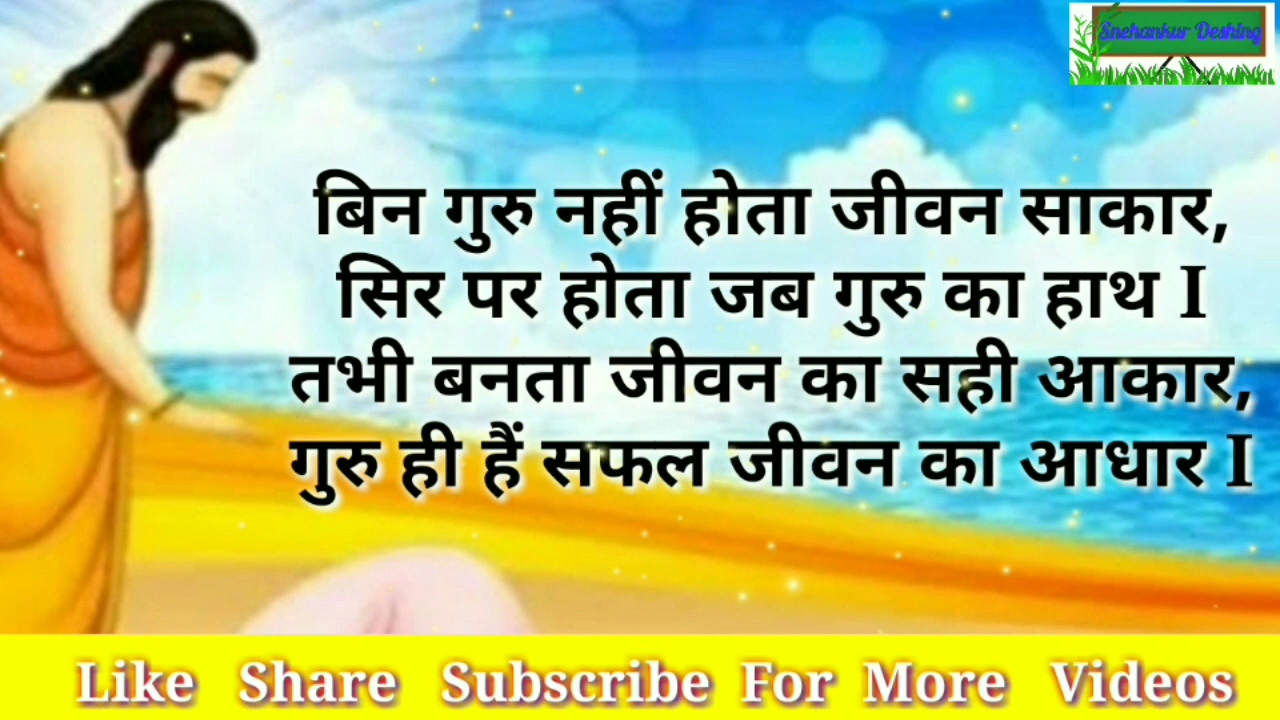 Snehankur Deshing
बिन गुरु नहीं होता जीवन साकार,
सिर पर होता जब गुरु का हाथ I
तभी बनता जीवन का सही आकार,
गुरु ही हैं सफल जीवन का आधार I
Like Share Subscribe For More Videos